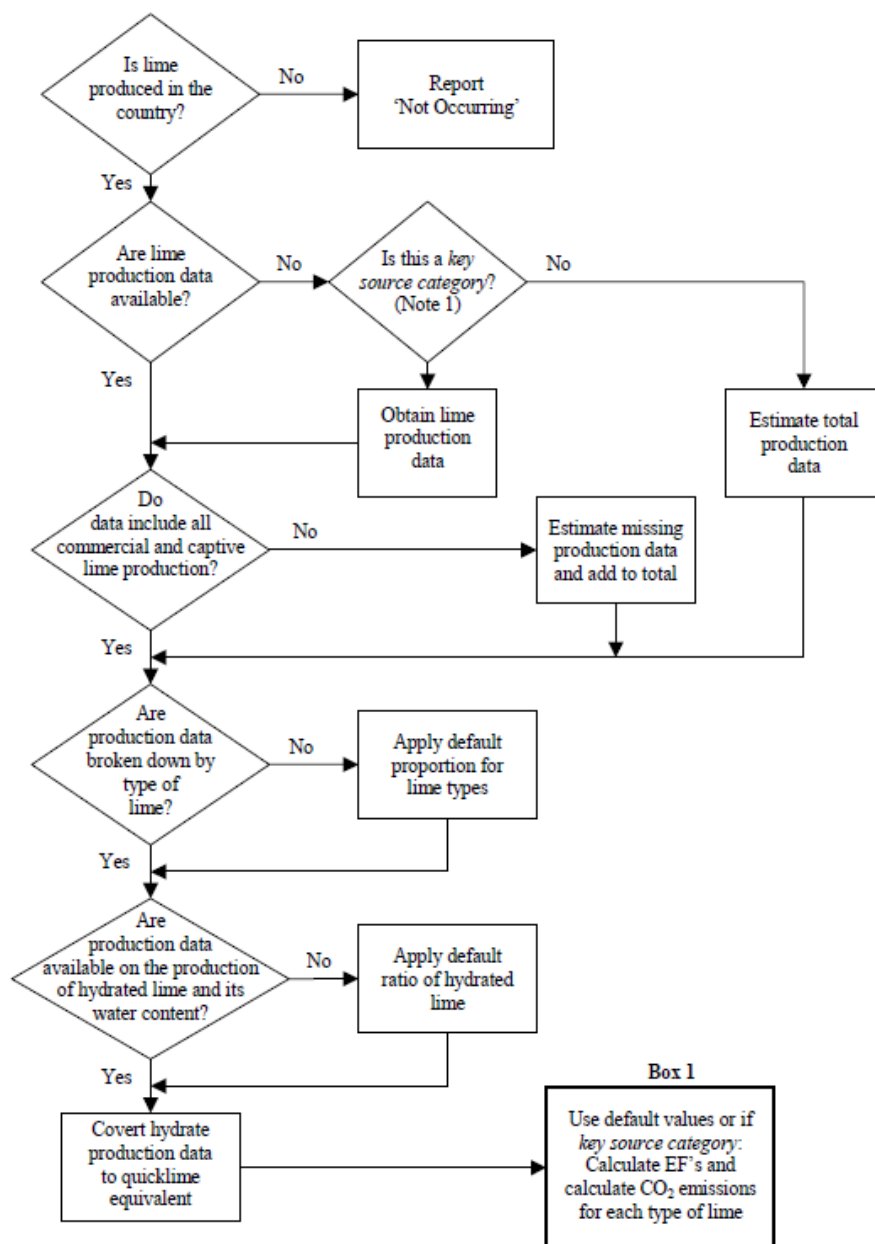 Is lime
produced in the
country?
No
Report
‘Not Occurring’
Yes
Are lime
production data
available?
No
Is this a key
source category?
(Note 1)
No
Yes
Obtain lime
production
data
Estimate total
production
data
Do
data include all
commercial and captive
lime production?
No
Estimate missing
production data
and add to total
Yes
Are
production data
broken down by
type of
lime?
No
Apply default
proportion for
lime types
Yes
Are
production data
available on the production
of hydrated lime and its
water content?
No
Apply default
ratio of hydrated
lime
Yes
Box 1
Covert hydrate
production data
to quicklime
equivalent
Use default values or if
key source category:
Calculate EF’s and
calculate CO₂ emissions
for each type of lime